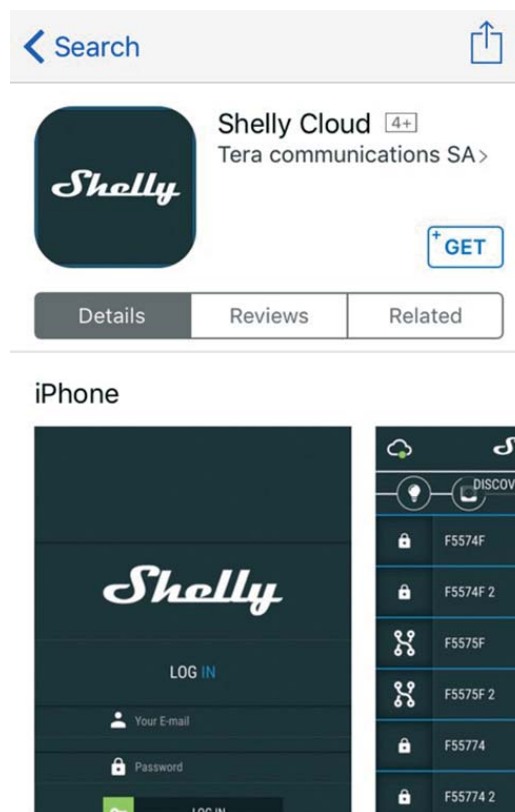 Search
Shelly Cloud 4+
Tera communications SA >
Shelly
+ GET
Details
Reviews
Related
iPhone
Shelly
LOG IN
Your E-mail
Password
DISCOV
F5574F
F5574F 2
F5575F
F5575F 2
F55774
F55774 2